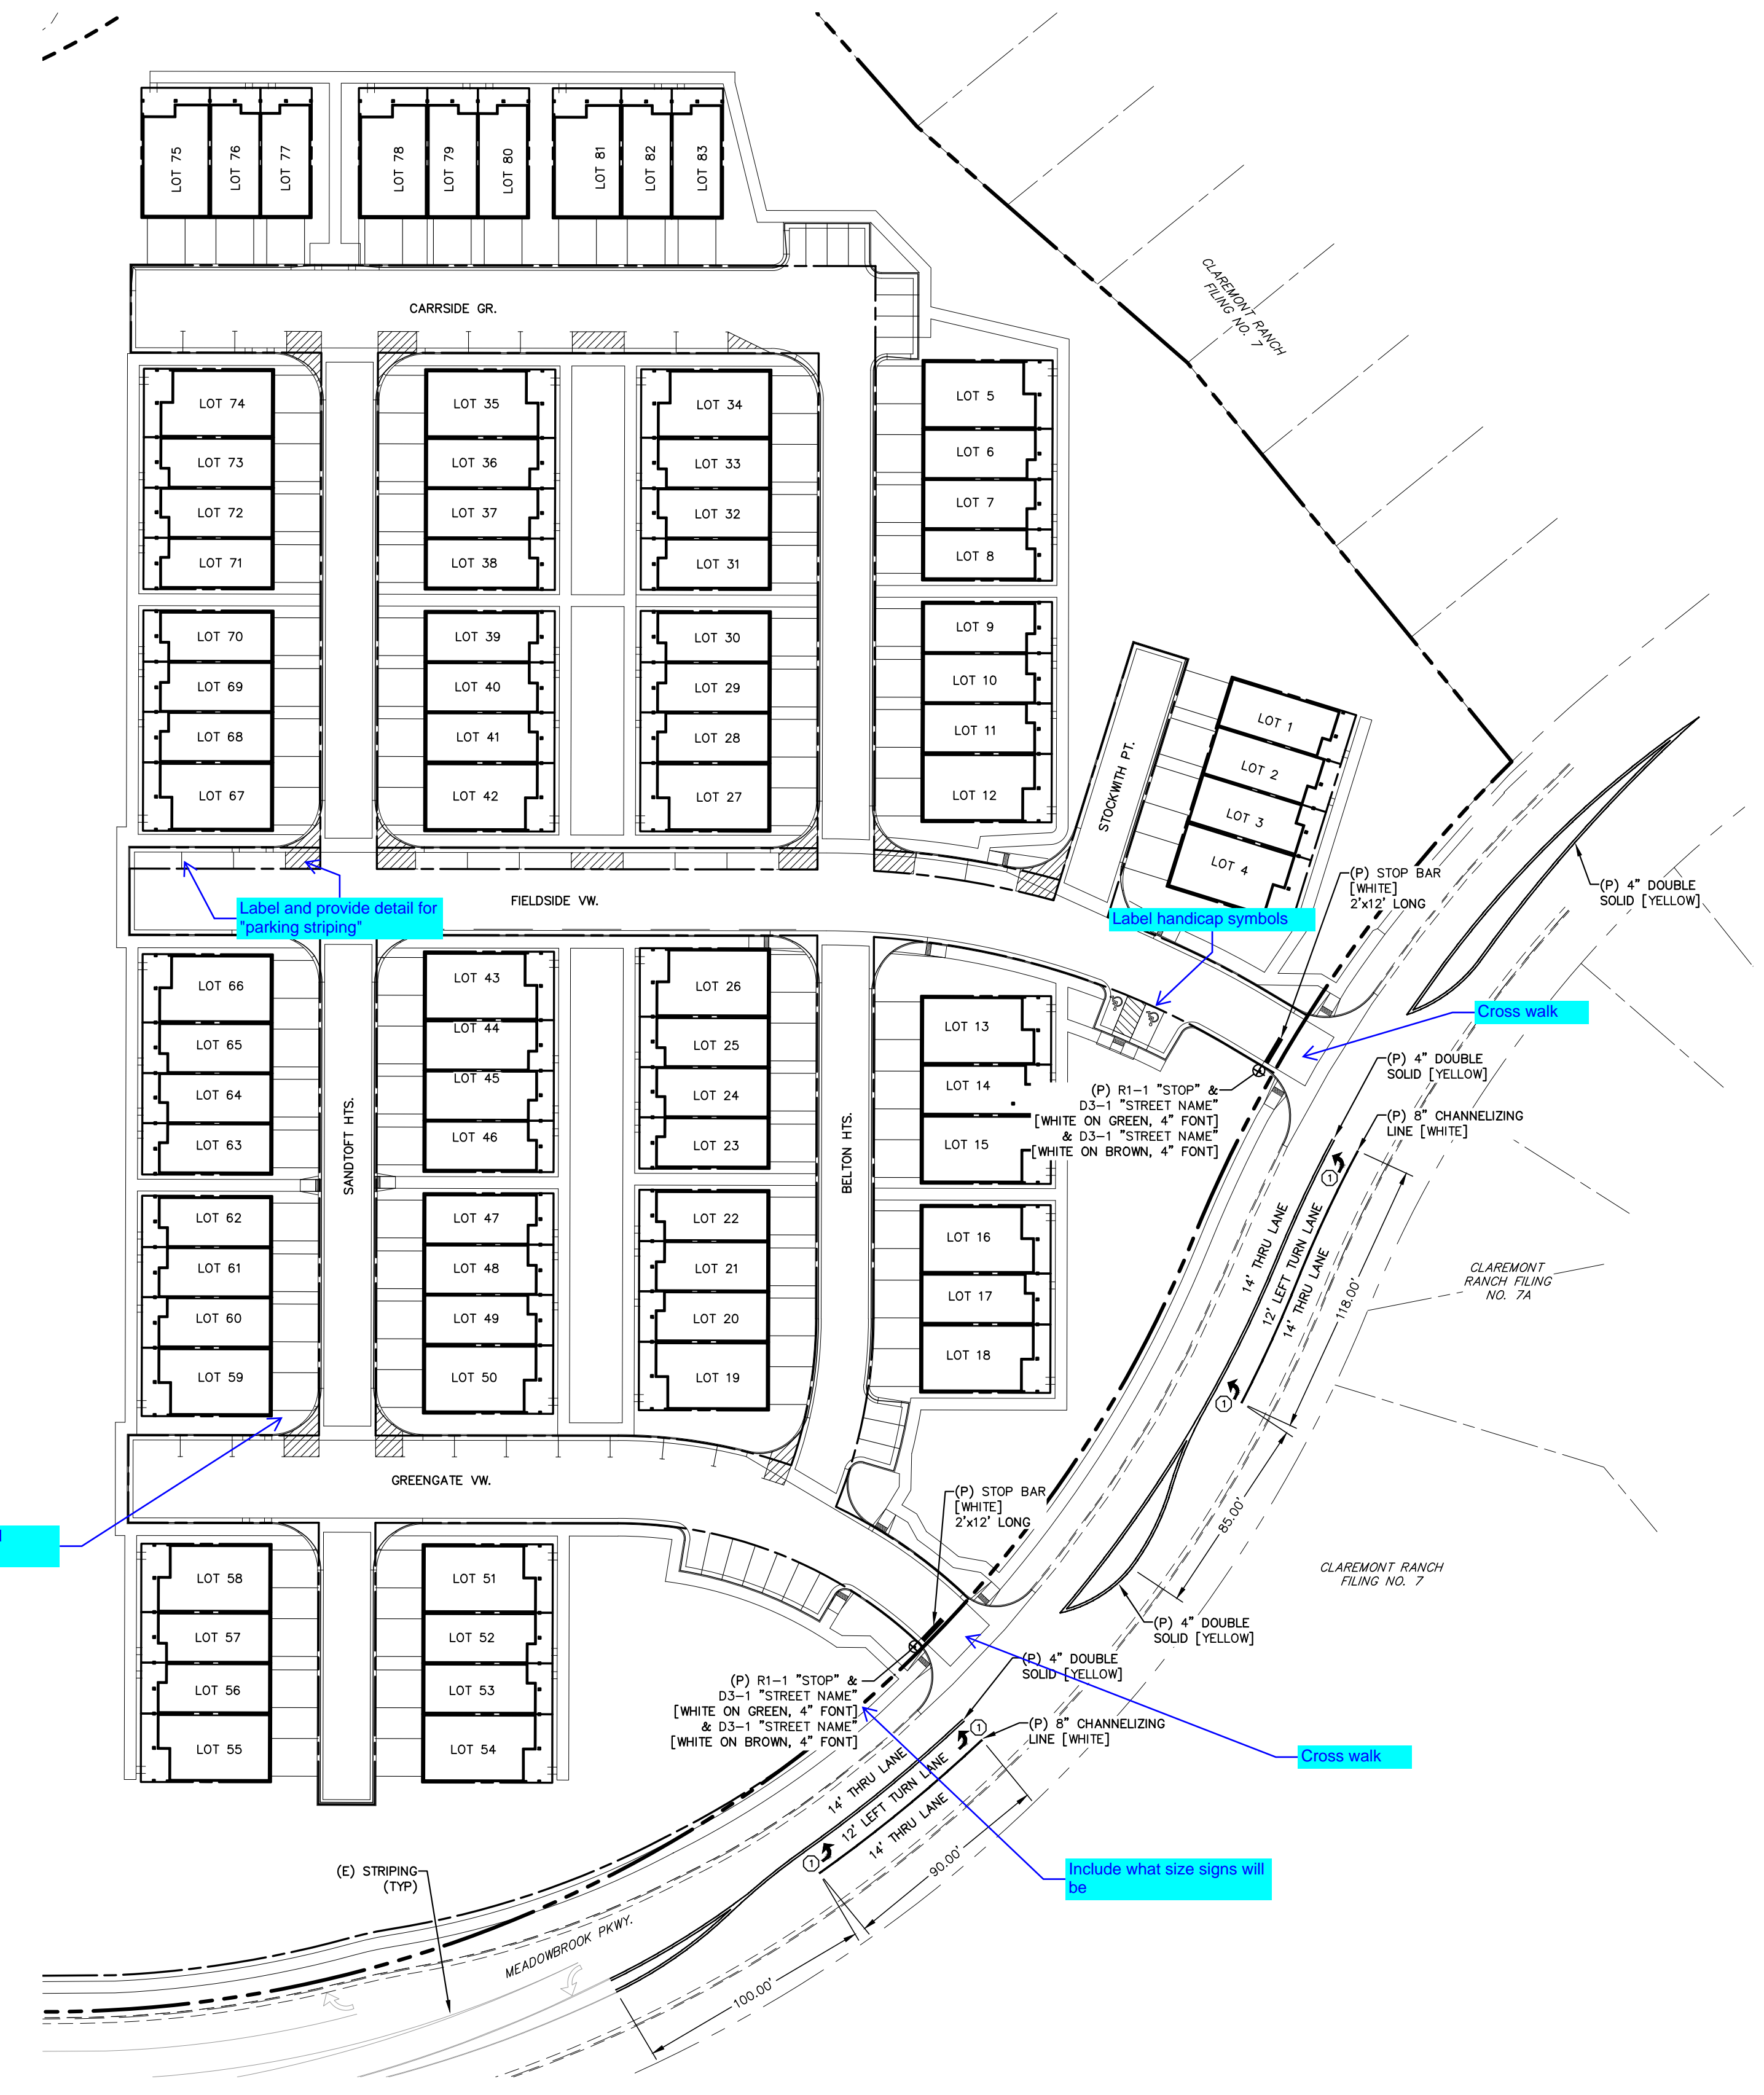 LOT 75
LOT 76
LOT 77
LOT 78
LOT 79
LOT 80
LOT 81
LOT 82
LOT 83
CLAREMONT RANCH
FILING NO. 7
CARRSIDE GR.
LOT 74
LOT 73
LOT 72
LOT 71
LOT 35
LOT 36
LOT 37
LOT 38
LOT 34
LOT 33
LOT 32
LOT 31
LOT 5
LOT 6
LOT 7
LOT 8
LOT 70
LOT 69
LOT 68
LOT 67
LOT 39
LOT 40
LOT 41
LOT 42
LOT 30
LOT 29
LOT 28
LOT 27
LOT 9
LOT 10
LOT 11
LOT 12
STOCKWITH PT.
LOT 1
LOT 2
LOT 3
LOT 4
(P) STOP BAR
[WHITE]
2'x12' LONG
(P) 4" DOUBLE
SOLID [YELLOW]
Label and provide detail for
"parking striping"
FIELDSIDE VW.
Label handicap symbols
Cross walk
LOT 66
LOT 65
LOT 64
LOT 63
SANDTOFT HTS.
LOT 43
LOT 44
LOT 45
LOT 46
LOT 26
LOT 25
LOT 24
LOT 23
BELTON HTS.
LOT 13
LOT 14
LOT 15
(P) R1-1 "STOP" &
D3-1 "STREET NAME"
[WHITE ON GREEN, 4" FONT]
& D3-1 "STREET NAME"
[WHITE ON BROWN, 4" FONT]
(P) 4" DOUBLE
SOLID [YELLOW]
(P) 8" CHANNELIZING
LINE [WHITE]
1
14' THRU LANE
12' LEFT TURN LANE
14' THRU LANE
118.00'
1
CLAREMONT
RANCH FILING
NO. 7A
LOT 62
LOT 61
LOT 60
LOT 59
LOT 47
LOT 48
LOT 49
LOT 50
LOT 22
LOT 21
LOT 20
LOT 19
LOT 16
LOT 17
LOT 18
GREENGATE VW.
(P) STOP BAR
[WHITE]
2'x12' LONG
85.00'
CLAREMONT RANCH
FILING NO. 7
(P) 4" DOUBLE
SOLID [YELLOW]
LOT 58
LOT 57
LOT 56
LOT 55
LOT 51
LOT 52
LOT 53
LOT 54
(P) R1-1 "STOP" &
D3-1 "STREET NAME"
[WHITE ON GREEN, 4" FONT]
& D3-1 "STREET NAME"
[WHITE ON BROWN, 4" FONT]
(P) 4" DOUBLE
SOLID [YELLOW]
1
(P) 8" CHANNELIZING
LINE [WHITE]
Cross walk
14' THRU LANE
12' LEFT TURN LANE
14' THRU LANE
1
90.00'
Include what size signs will
be
(E) STRIPING
(TYP)
MEADOWBROOK PKWY.
100.00'